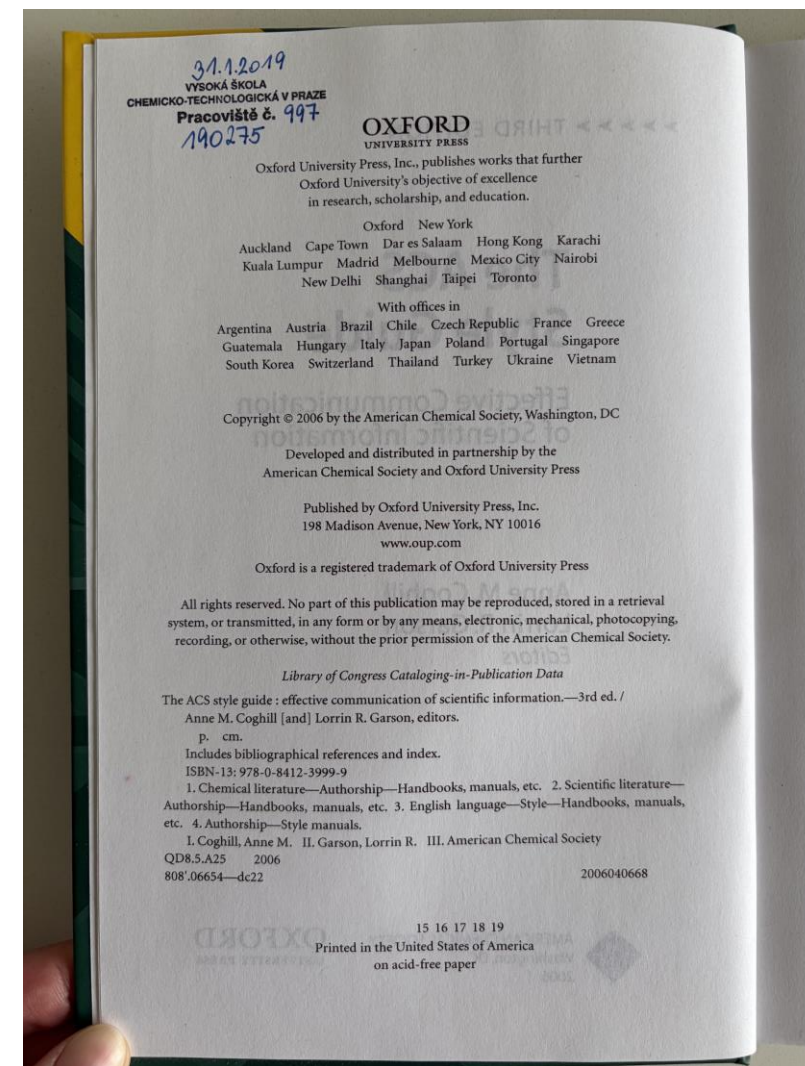 31.1.2019
VYSOKÁ ŠKOLA
CHEMICKO-TECHNOLOGICKÁ V PRAZE
Pracoviště č. 997
190275
OXFORD
UNIVERSITY PRESS
Oxford University Press, Inc., publishes works that further
Oxford University's objective of excellence
in research, scholarship, and education.
Oxford New York
Auckland Cape Town Dar es Salaam Hong Kong Karachi
Kuala Lumpur Madrid Melbourne Mexico City Nairobi
New Delhi Shanghai Taipei Toronto
With offices in
Argentina Austria Brazil Chile Czech Republic France Greece
Guatemala Hungary Italy Japan Poland Portugal Singapore
South Korea Switzerland Thailand Turkey Ukraine Vietnam
Copyright © 2006 by the American Chemical Society, Washington, DC
Developed and distributed in partnership by the
American Chemical Society and Oxford University Press
Published by Oxford University Press, Inc.
198 Madison Avenue, New York, NY 10016
www.oup.com
Oxford is a registered trademark of Oxford University Press
All rights reserved. No part of this publication may be reproduced, stored in a retrieval
system, or transmitted, in any form or by any means, electronic, mechanical, photocopying,
recording, or otherwise, without the prior permission of the American Chemical Society.
Library of Congress Cataloging-in-Publication Data
The ACS style guide : effective communication of scientific information.—3rd ed. /
Anne M. Coghill [and] Lorrin R. Garson, editors.
p. cm.
Includes bibliographical references and index.
ISBN-13: 978-0-8412-3999-9
1. Chemical literature—Authorship—Handbooks, manuals, etc. 2. Scientific literature—
Authorship—Handbooks, manuals, etc. 3. English language—Style—Handbooks, manuals,
etc. 4. Authorship—Style manuals.
I. Coghill, Anne M. II. Garson, Lorrin R. III. American Chemical Society
QD8.5.A25 2006
808'.06654—dc22 2006040668
15 16 17 18 19
Printed in the United States of America
on acid-free paper